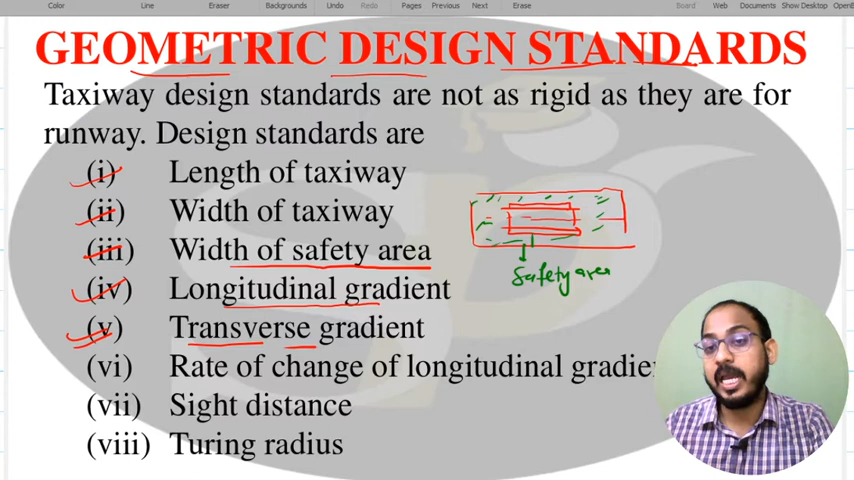 Color Line Eraser Backgrounds Undo Redo Pages Previous Next Erase Board Web Documents Show Desktop
GEOMETRIC DESIGN STANDARDS
Taxiway design standards are not as rigid as they are for
runway. Design standards are
(i) Length of taxiway
(ii) Width of taxiway
(iii) Width of safety area
(iv) Longitudinal gradient
(v) Transverse gradient
(vi) Rate of change of longitudinal gradie
(vii) Sight distance
(viii) Turing radius
Safety area